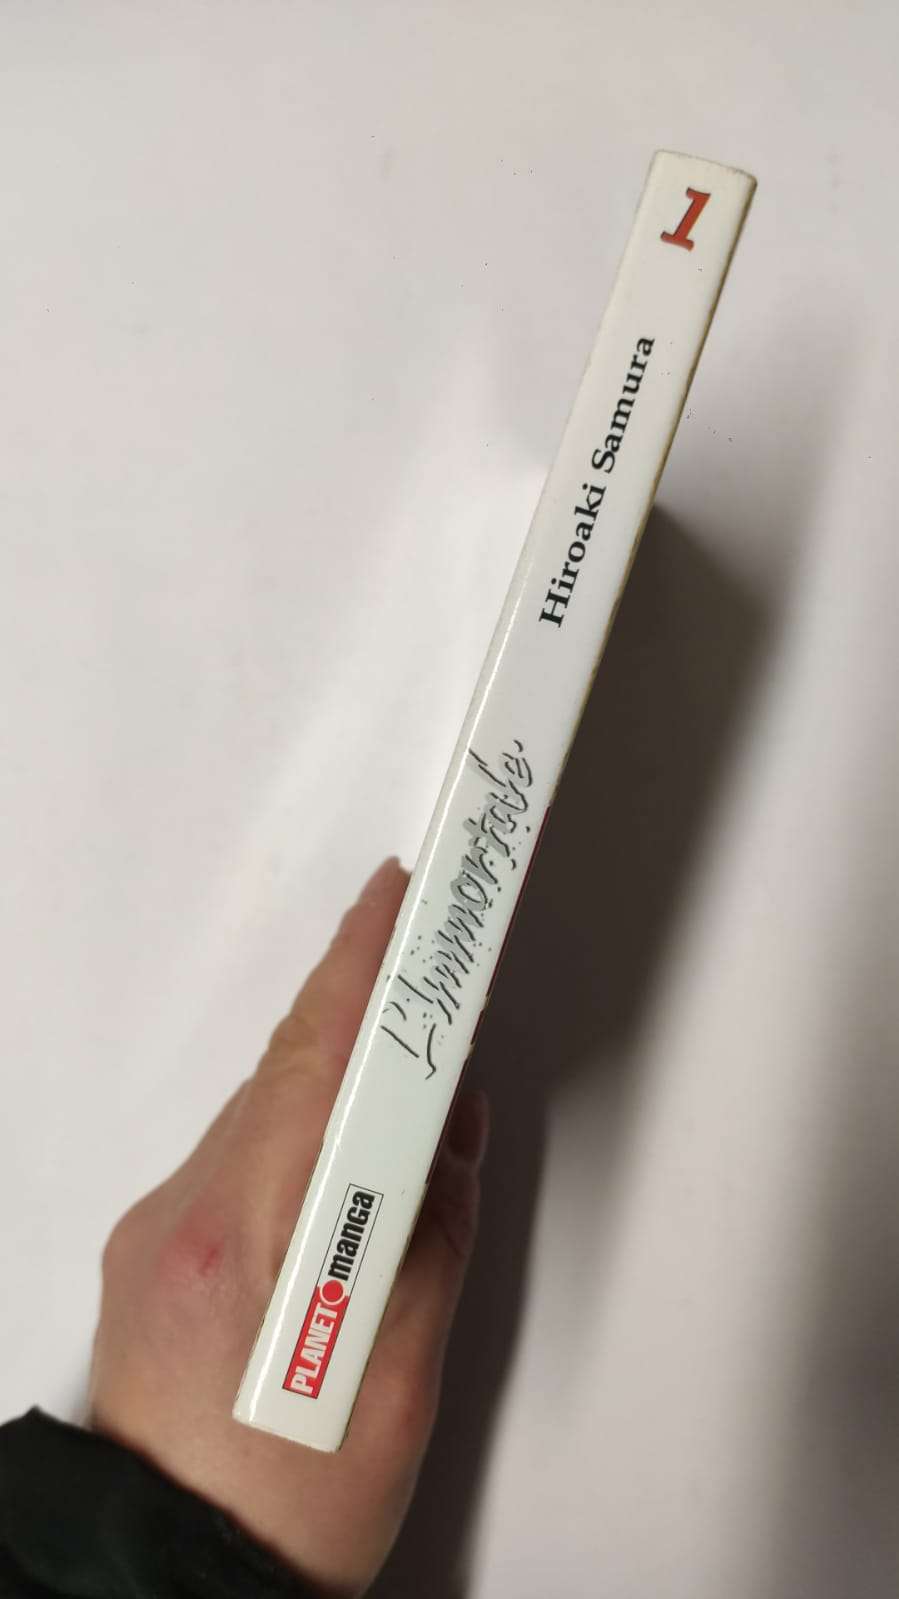 PLANET manga
L'Immortale
Hiroaki Samura
1